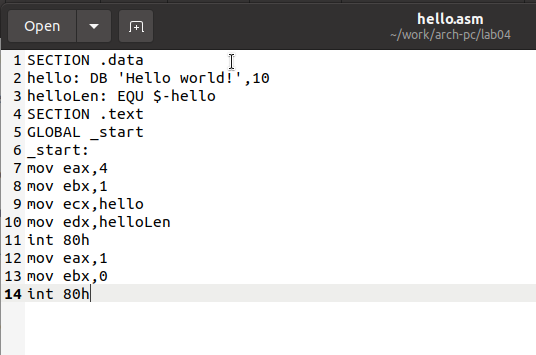 Open
hello.asm
~/work/arch-pc/lab04
1 SECTION .data
2 hello: DB 'Hello world!',10
3 helloLen: EQU $-hello
4 SECTION .text
5 GLOBAL _start
6 _start:
7 mov eax,4
8 mov ebx,1
9 mov ecx,hello
10 mov edx,helloLen
11 int 80h
12 mov eax,1
13 mov ebx,0
14 int 80h